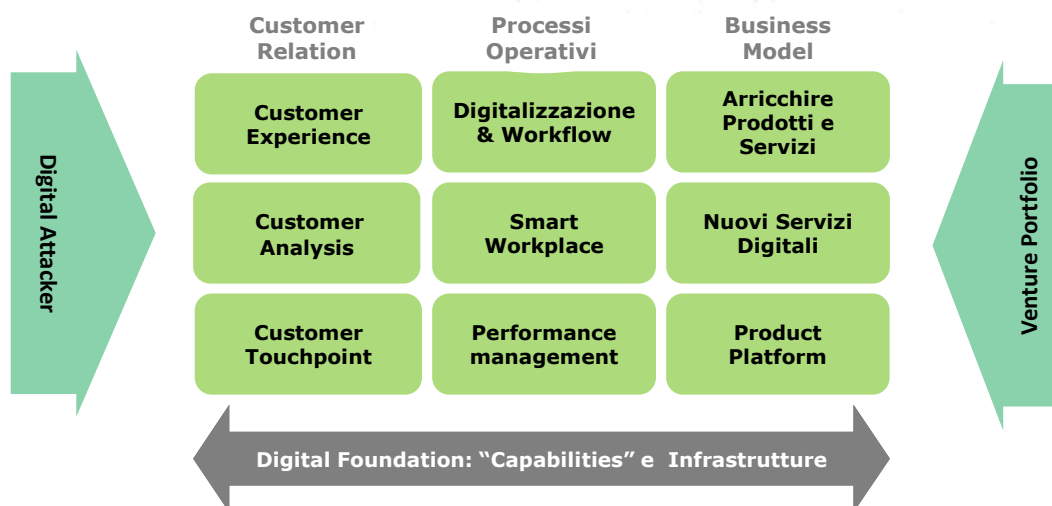 Customer
Relation
Processi
Operativi
Business
Model
Customer
Experience
Digitalizzazione
& Workflow
Arricchire
Prodotti e
Servizi
Digital Attacker
Customer
Analysis
Smart
Workplace
Nuovi Servizi
Digitali
Venture Portfolio
Customer
Touchpoint
Performance
management
Product
Platform
Digital Foundation: “Capabilities” e Infrastrutture